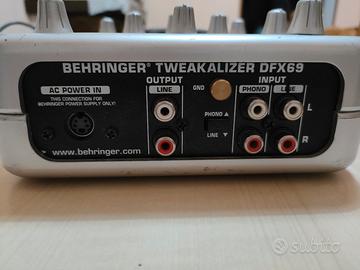 BEHRINGER® TWEAKALIZER DFX69
OUTPUT
INPUT
AC POWER IN
LINE
GND
PHONO
LINE
THIS CONNECTION FOR
BEHRINGER POWER SUPPLY ONLY!
PHONO ▲
L
LINE ▼
R
www.behringer.com
subito